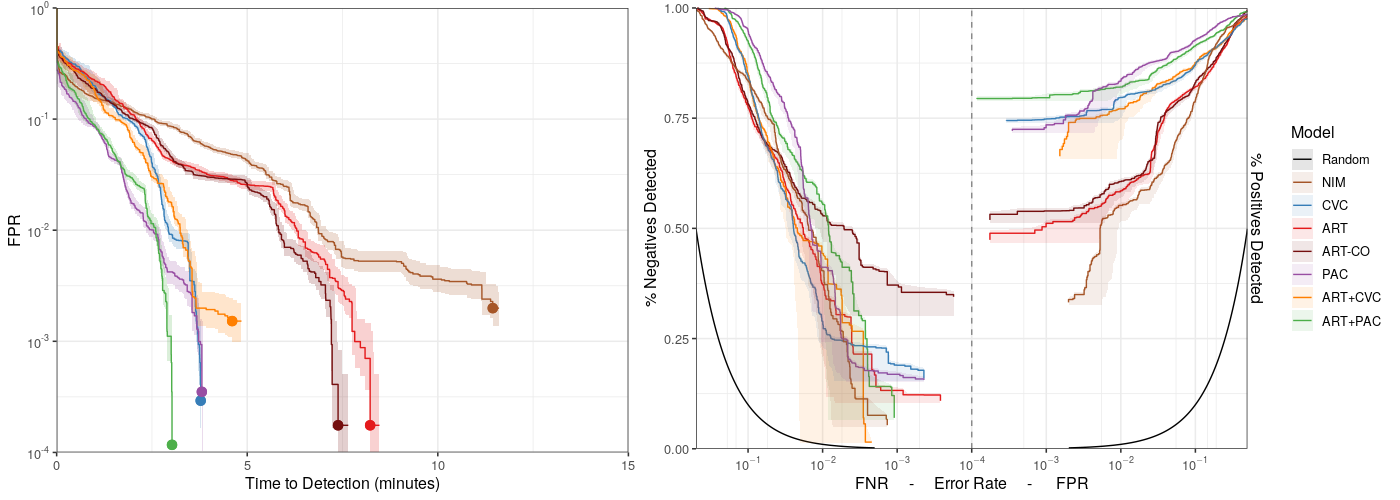 10^0
10^-1
10^-2
10^-3
10^-4
FPR
0 5 10 15
Time to Detection (minutes)
1.00
0.75
0.50
0.25
0.00
% Negatives Detected
10^-1 10^-2 10^-3 10^-4 10^-3 10^-2 10^-1
FNR - Error Rate - FPR
% Positives Detected
Model
Random
NIM
CVC
ART
ART-CO
PAC
ART+CVC
ART+PAC